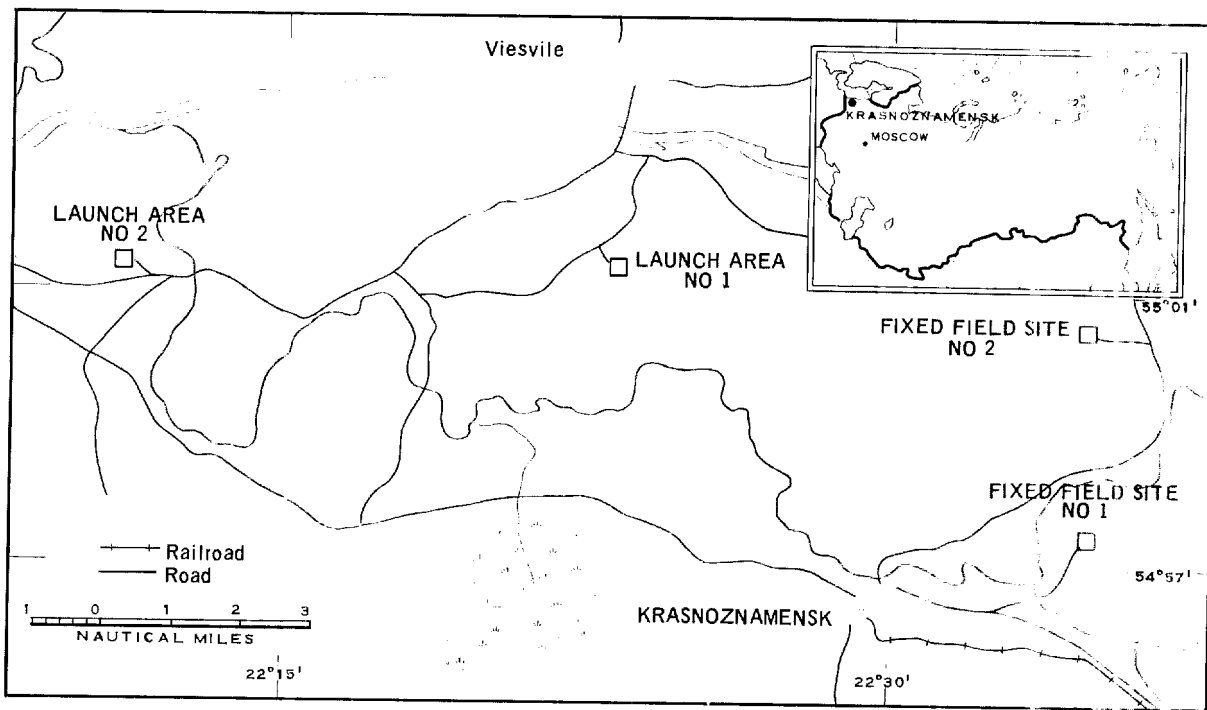 Viesvile
KRASNOZNAMENSK
MOSCOW
LAUNCH AREA
NO 2
LAUNCH AREA
NO 1
55°01'
FIXED FIELD SITE
NO 2
FIXED FIELD SITE
NO 1
Railroad
Road
54°57'
1 0 1 2 3
NAUTICAL MILES
KRASNOZNAMENSK
22°15'
22°30'